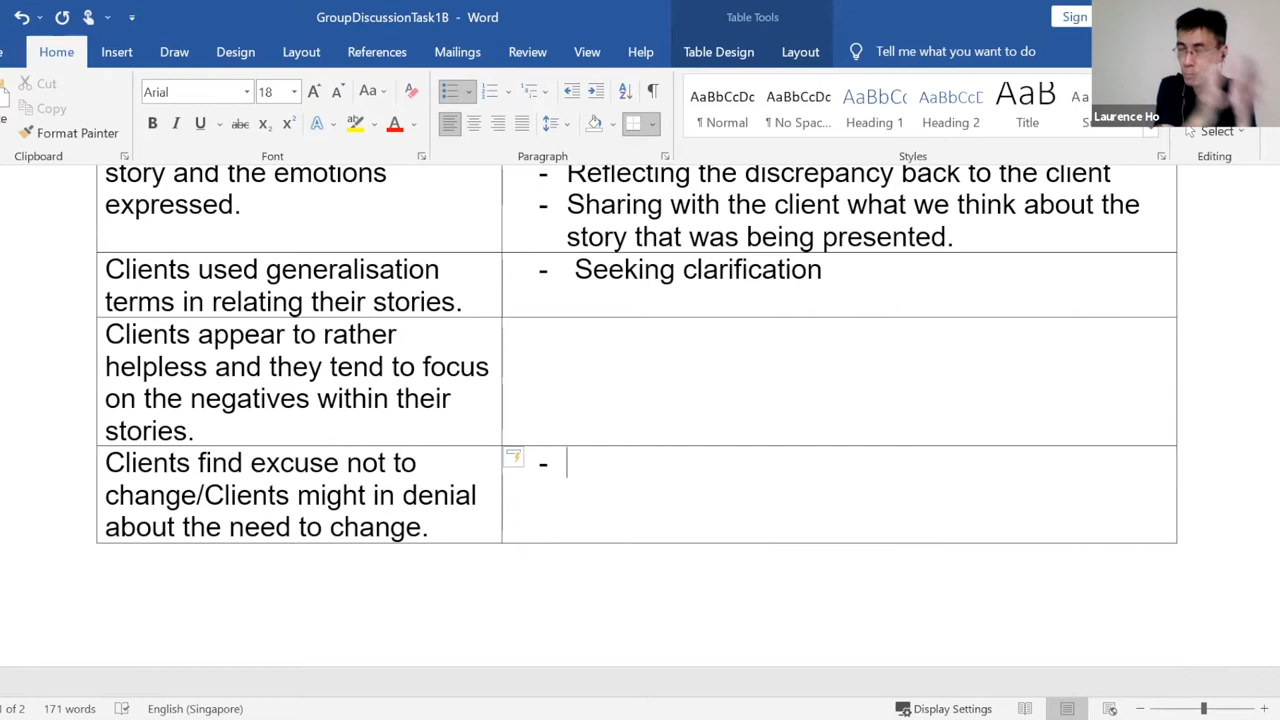 GroupDiscussionTask1B - Word
Table Tools
Sign
Home
Insert
Draw
Design
Layout
References
Mailings
Review
View
Help
Table Design
Layout
Tell me what you want to do
Cut
Copy
Format Painter
Clipboard
Arial
18
Font
Paragraph
AaBbCcDc
¶ Normal
AaBbCcDc
¶ No Spac...
AaBbCc
Heading 1
AaBbCcD
Heading 2
AaB
Title
Styles
Select
Editing
Laurence Ho
story and the emotions
expressed.
- Reflecting the discrepancy back to the client
- Sharing with the client what we think about the
story that was being presented.
Clients used generalisation
terms in relating their stories.
- Seeking clarification
Clients appear to rather
helpless and they tend to focus
on the negatives within their
stories.
Clients find excuse not to
change/Clients might in denial
about the need to change.
-
1 of 2
171 words
English (Singapore)
Display Settings